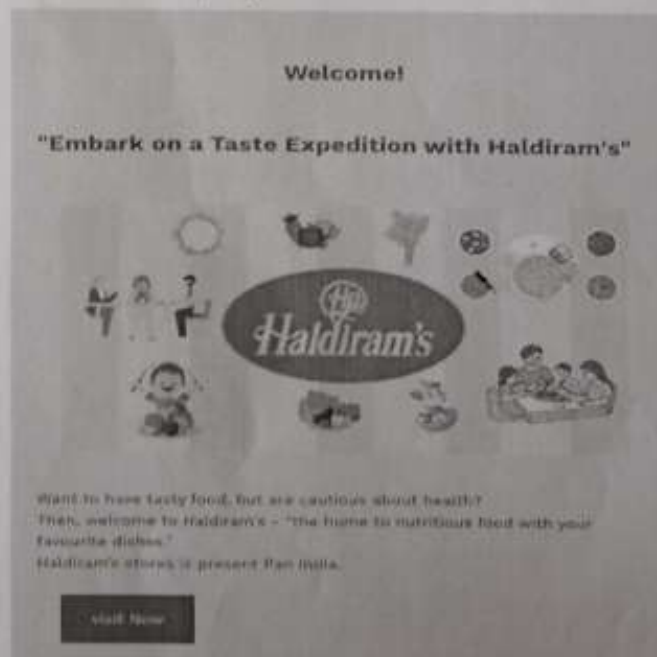 Welcome!
"Embark on a Taste Expedition with Haldiram's"
Haldiram's
Want to have tasty food, but are cautious about health?
Then, welcome to Haldiram's – "the home to nutritious food with your
favourite dishes."
Haldiram's stores is present Pan India.
visit Now